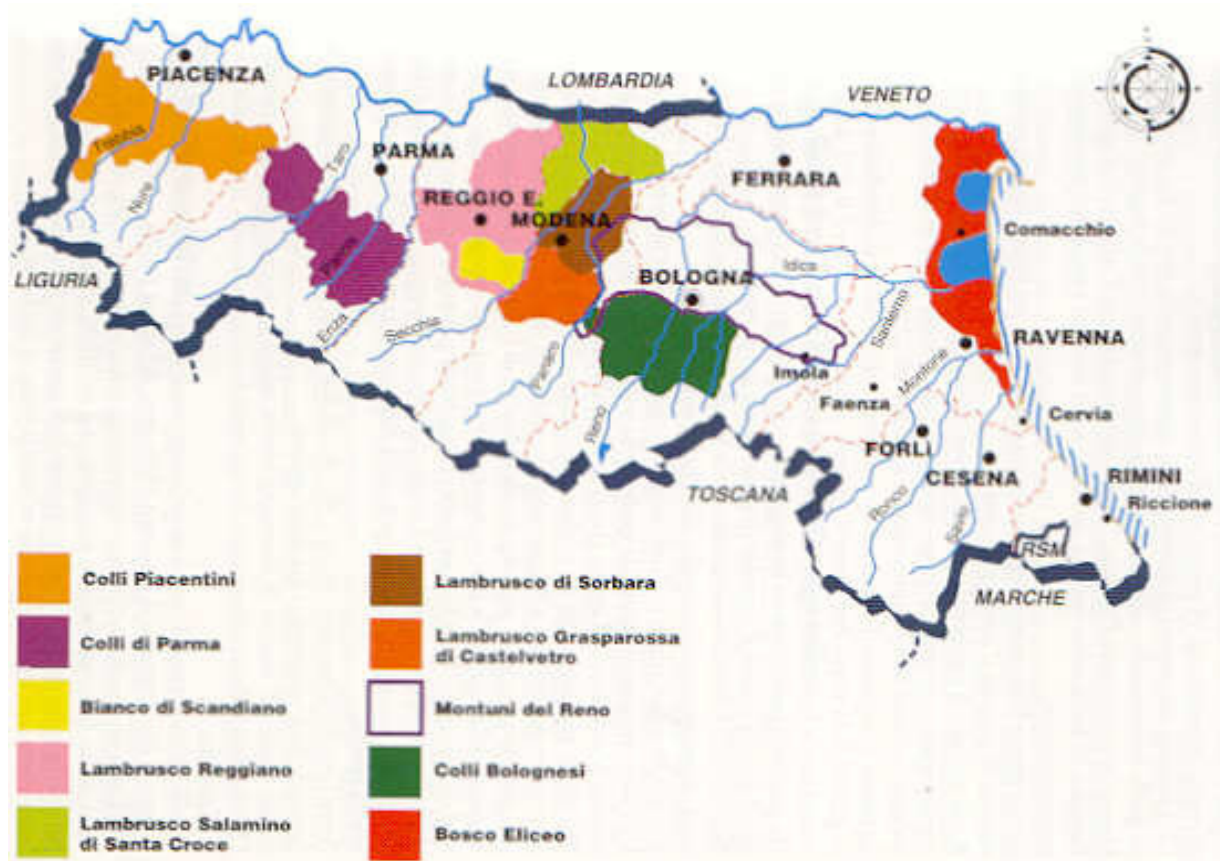 LOMBARDIA
VENETO
PIACENZA
Trebbia
Nure
Taro
PARMA
FERRARA
REGGIO E.
MODENA
Comacchio
Parma
LIGURIA
BOLOGNA
Idice
Enza
Secchia
Santerno
RAVENNA
Panaro
Imola
Montone
Faenza
Cervia
Reno
FORLÌ
CESENA
RIMINI
Riccione
TOSCANA
Ronco
Savio
RSM
MARCHE
Colli Piacentini
Colli di Parma
Bianco di Scandiano
Lambrusco Reggiano
Lambrusco Salamino
di Santa Croce
Lambrusco di Sorbara
Lambrusco Grasparossa
di Castelvetro
Montuni del Reno
Colli Bolognesi
Bosco Eliceo